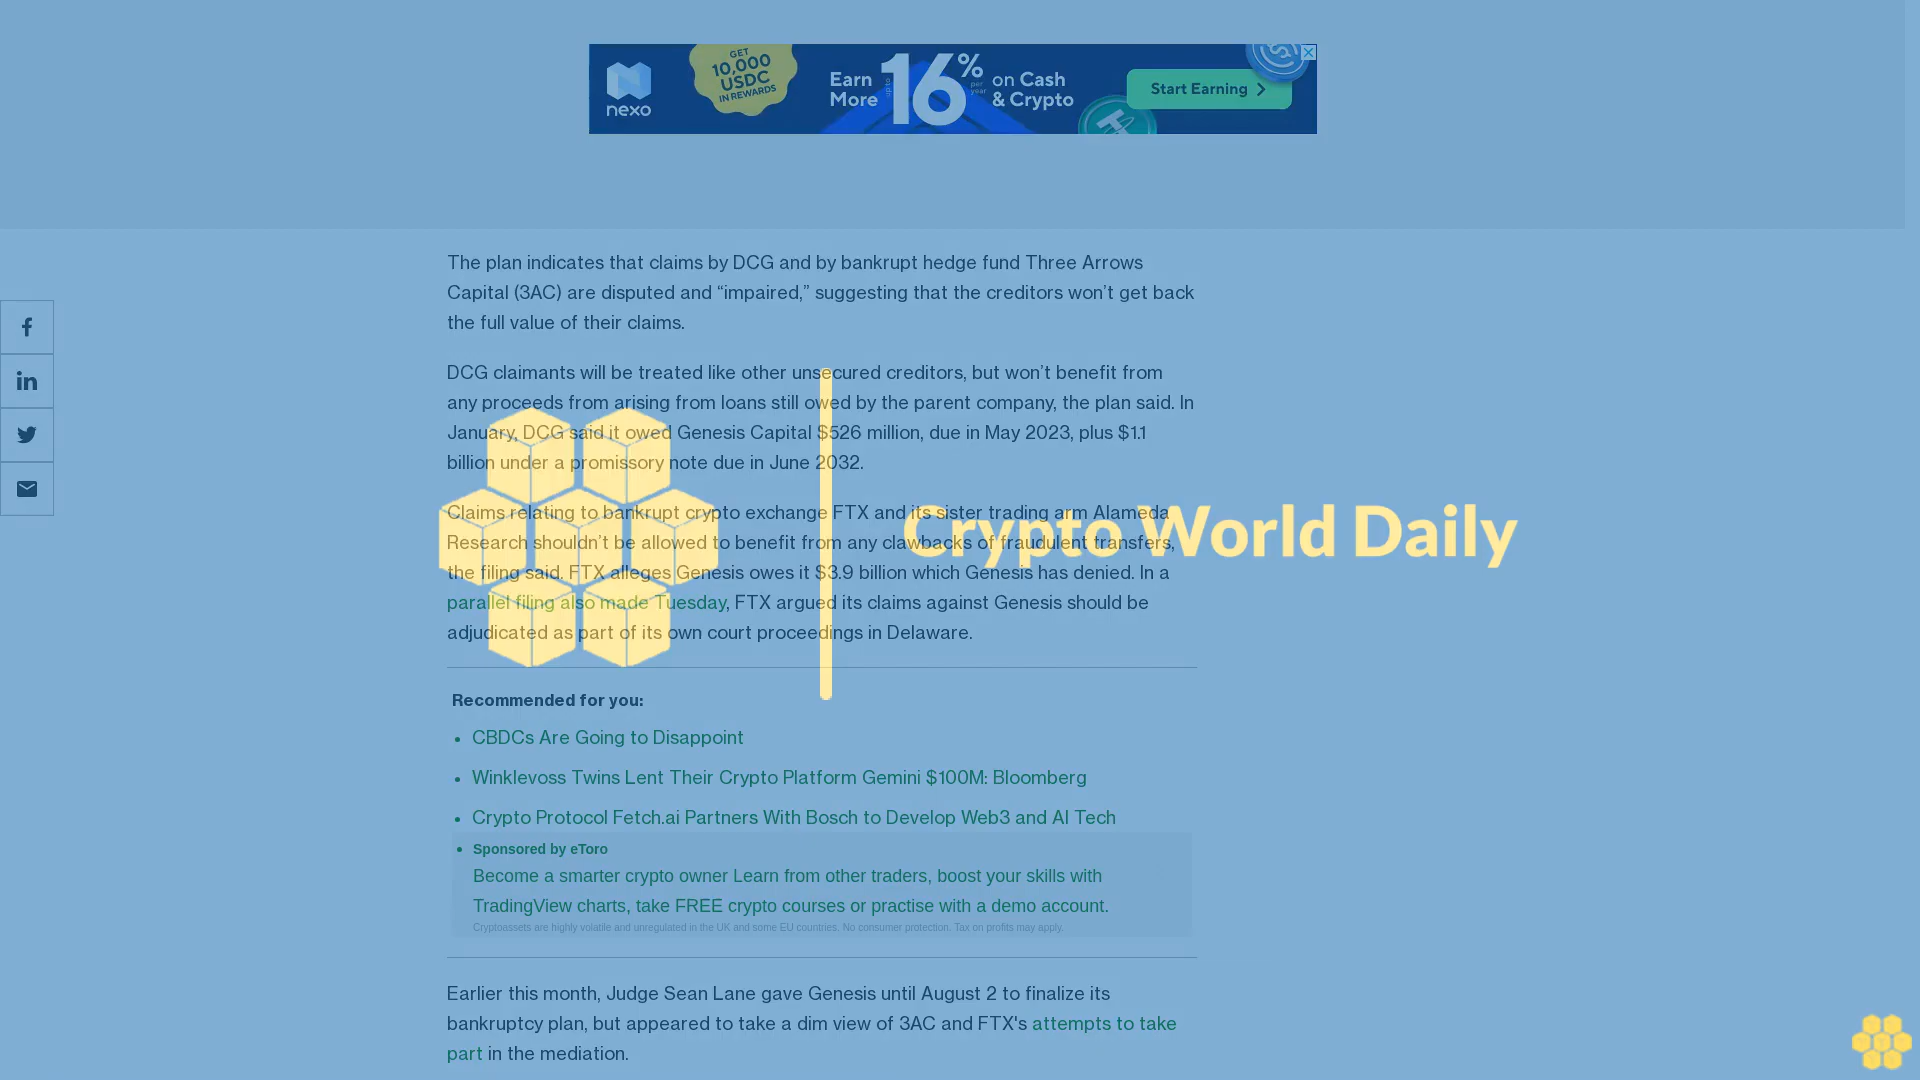 GET
10,000
USDC
IN REWARDS
nexo
Earn
More
up to
16%
per
year
on Cash
& Crypto
Start Earning
The plan indicates that claims by DCG and by bankrupt hedge fund Three Arrows
Capital (3AC) are disputed and “impaired,” suggesting that the creditors won’t get back
the full value of their claims.
DCG claimants will be treated like other unsecured creditors, but won’t benefit from
any proceeds from arising from loans still owed by the parent company, the plan said. In
January, DCG said it owed Genesis Capital $526 million, due in May 2023, plus $1.1
billion under a promissory note due in June 2032.
Claims relating to bankrupt crypto exchange FTX and its sister trading arm Alameda
Research shouldn’t be allowed to benefit from any clawbacks of fraudulent transfers,
the filing said. FTX alleges Genesis owes it $3.9 billion which Genesis has denied. In a
parallel filing also made Tuesday, FTX argued its claims against Genesis should be
adjudicated as part of its own court proceedings in Delaware.
Crypto World Daily
Recommended for you:
• CBDCs Are Going to Disappoint
• Winklevoss Twins Lent Their Crypto Platform Gemini $100M: Bloomberg
• Crypto Protocol Fetch.ai Partners With Bosch to Develop Web3 and AI Tech
• Sponsored by eToro
Become a smarter crypto owner Learn from other traders, boost your skills with
TradingView charts, take FREE crypto courses or practise with a demo account.
Cryptoassets are highly volatile and unregulated in the UK and some EU countries. No consumer protection. Tax on profits may apply.
Earlier this month, Judge Sean Lane gave Genesis until August 2 to finalize its
bankruptcy plan, but appeared to take a dim view of 3AC and FTX's attempts to take
part in the mediation.